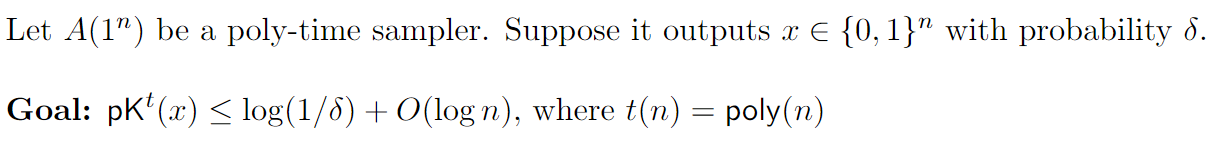 Let A(1ⁿ) be a poly-time sampler. Suppose it outputs x ∈ {0, 1}ⁿ with probability δ.
Goal: pKᵗ(x) ≤ log(1/δ) + O(log n), where t(n) = poly(n)